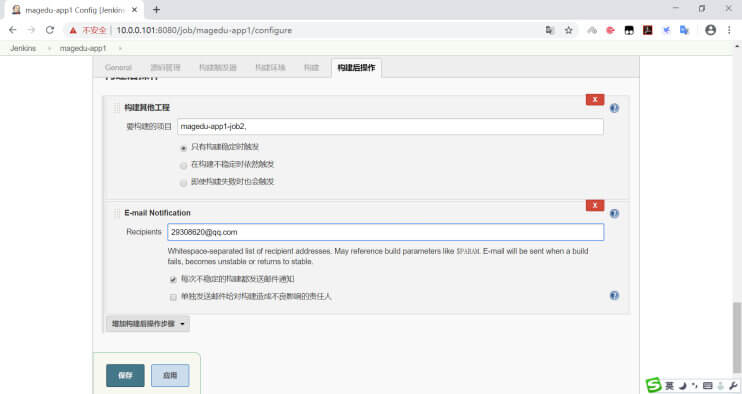 magedu-app1 Config [Jenkins
不安全 | 10.0.0.101:8080/job/magedu-app1/configure
Jenkins magedu-app1
General 源码管理 构建触发器 构建环境 构建 构建后操作
构建后操作
X
构建其他工程
要构建的项目 magedu-app1-job2,
只有构建稳定时触发
在构建不稳定时依然触发
即使构建失败时也会触发
X
E-mail Notification
Recipients 29308620@qq.com
Whitespace-separated list of recipient addresses. May reference build parameters like $PARAM. E-mail will be sent when a build
fails, becomes unstable or returns to stable.
每次不稳定的构建都发送邮件通知
单独发送邮件给对构建造成不良影响的责任人
增加构建后操作步骤
保存 应用
英